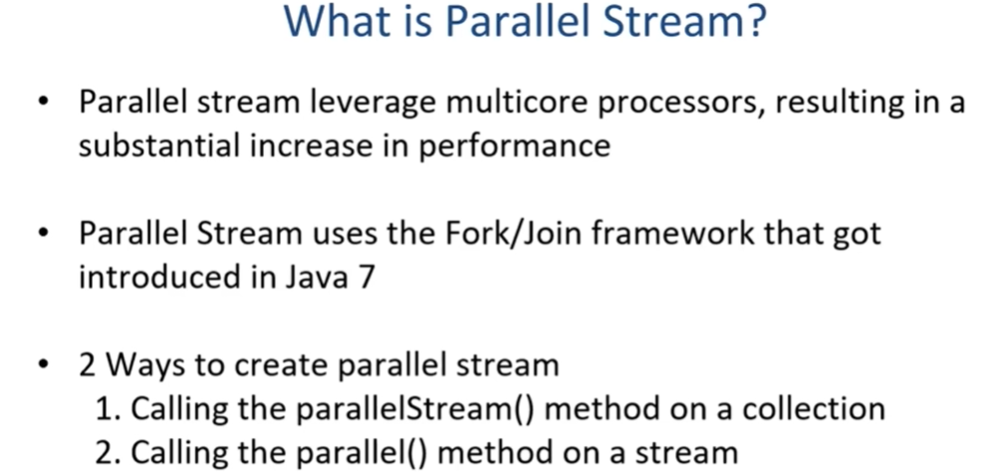 What is Parallel Stream?
• Parallel stream leverage multicore processors, resulting in a
substantial increase in performance
• Parallel Stream uses the Fork/Join framework that got
introduced in Java 7
• 2 Ways to create parallel stream
1. Calling the parallelStream() method on a collection
2. Calling the parallel() method on a stream